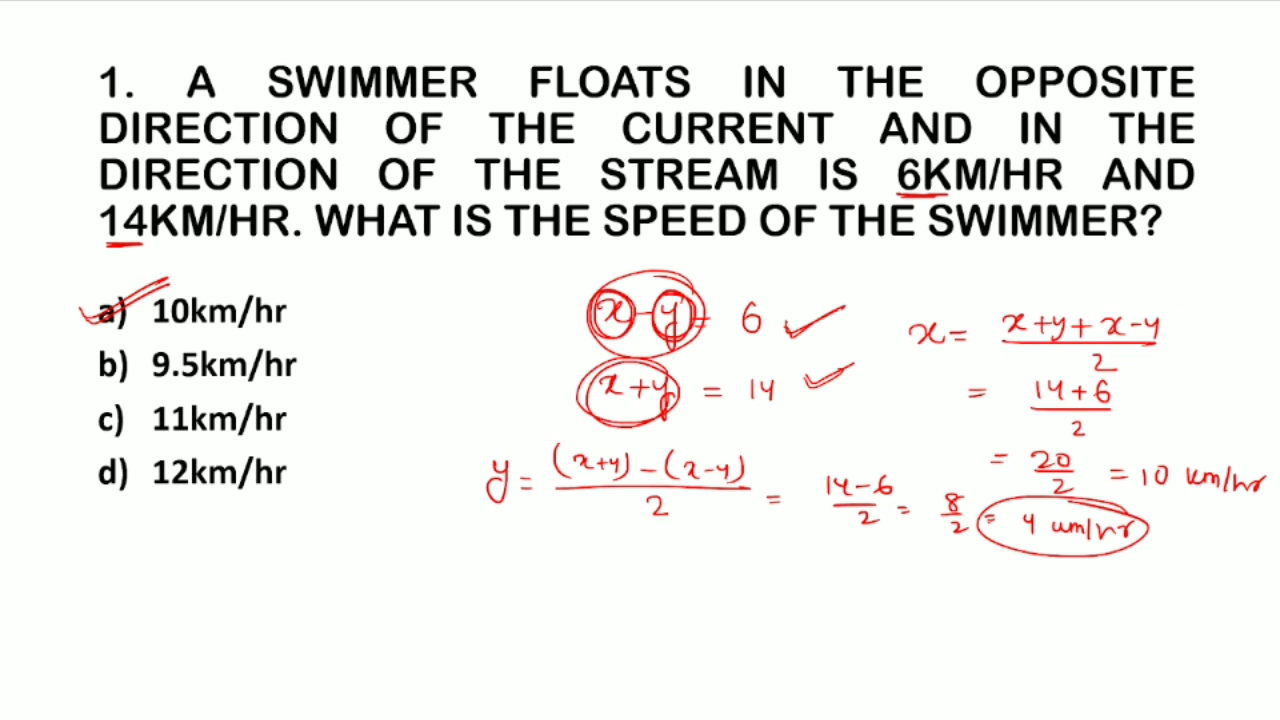 1. A SWIMMER FLOATS IN THE OPPOSITE
DIRECTION OF THE CURRENT AND IN THE
DIRECTION OF THE STREAM IS 6KM/HR AND
14KM/HR. WHAT IS THE SPEED OF THE SWIMMER?
a) 10km/hr
b) 9.5km/hr
c) 11km/hr
d) 12km/hr
x - y = 6
x + y = 14
y = (x+y) - (x-y) / 2 = 14-6 / 2 = 8/2 = 4 km/hr
x = x+y+x-y / 2
= 14+6 / 2
= 20/2 = 10 km/hr